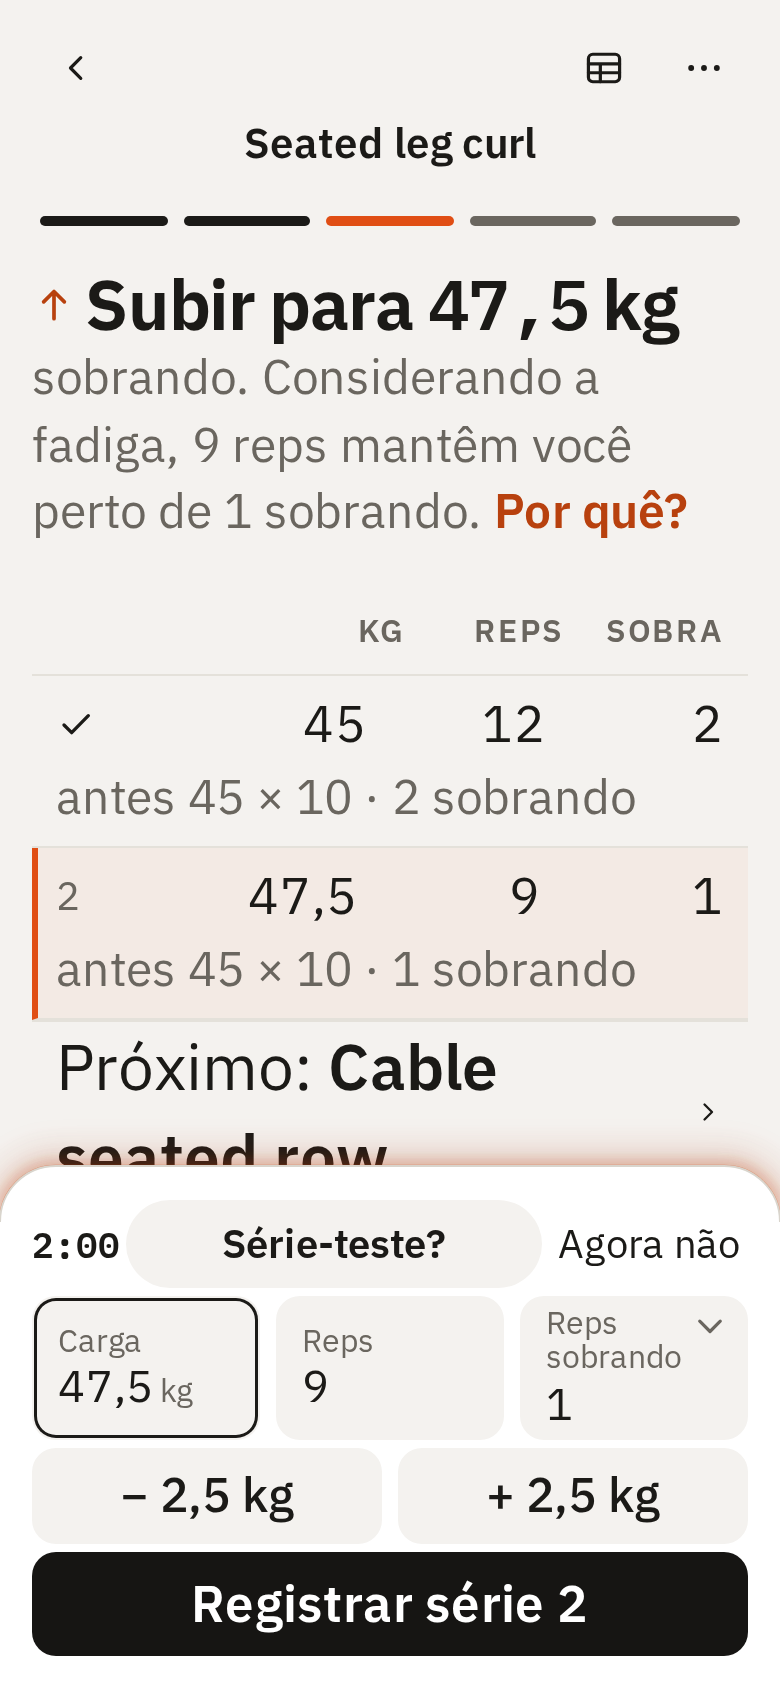 Seated leg curl
Subir para 47,5 kg
sobrando. Considerando a
fadiga, 9 reps mantêm você
perto de 1 sobrando. Por quê?
KG REPS SOBRA
45 12 2
antes 45 × 10 · 2 sobrando
2 47,5 9 1
antes 45 × 10 · 1 sobrando
Próximo: Cable
seated row
2:00 Série-teste? Agora não
Carga Reps Reps
sobrando
47,5 kg 9 1
− 2,5 kg + 2,5 kg
Registrar série 2